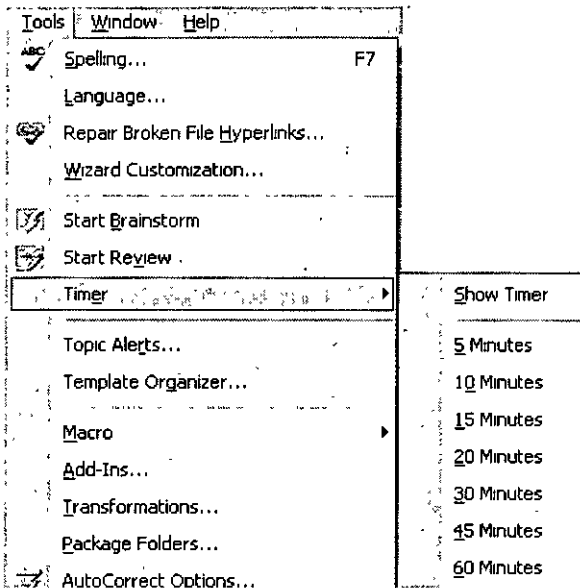 Tools Window Help
ABC Spelling... F7
Language...
Repair Broken File Hyperlinks...
Wizard Customization...
Start Brainstorm
Start Review
Timer
Show Timer
Topic Alerts...
5 Minutes
Template Organizer...
10 Minutes
15 Minutes
Macro
20 Minutes
Add-Ins...
30 Minutes
Transformations...
45 Minutes
Package Folders...
60 Minutes
AutoCorrect Options...